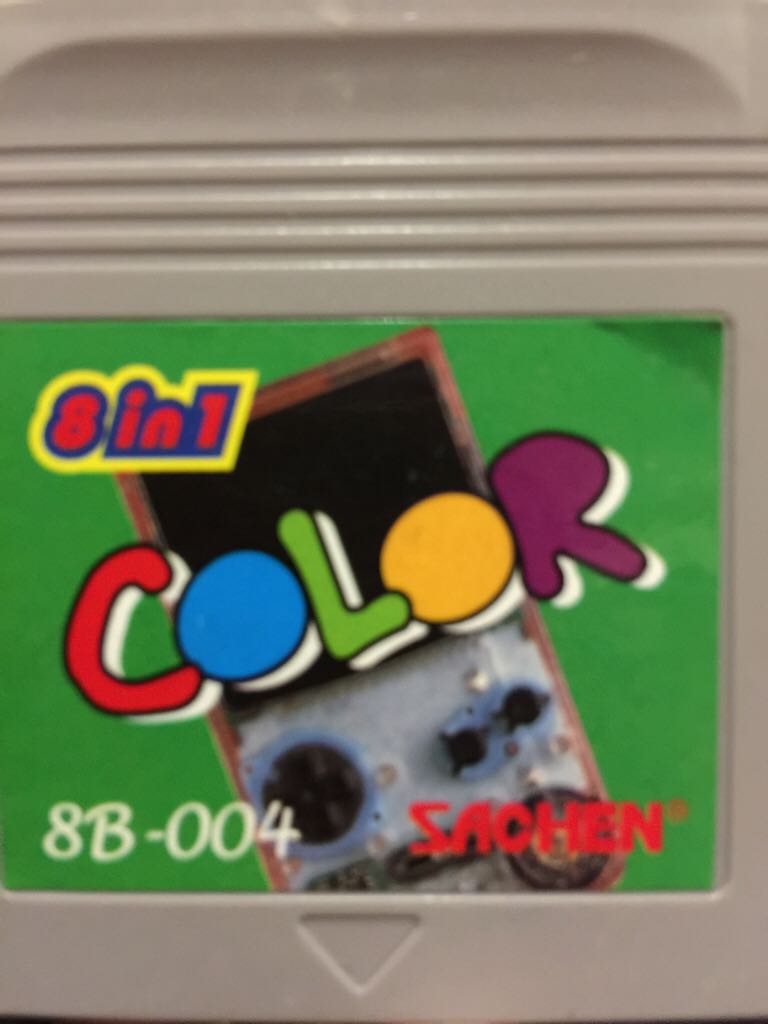 8 in 1
COLOR
8B-004
SACHEN®